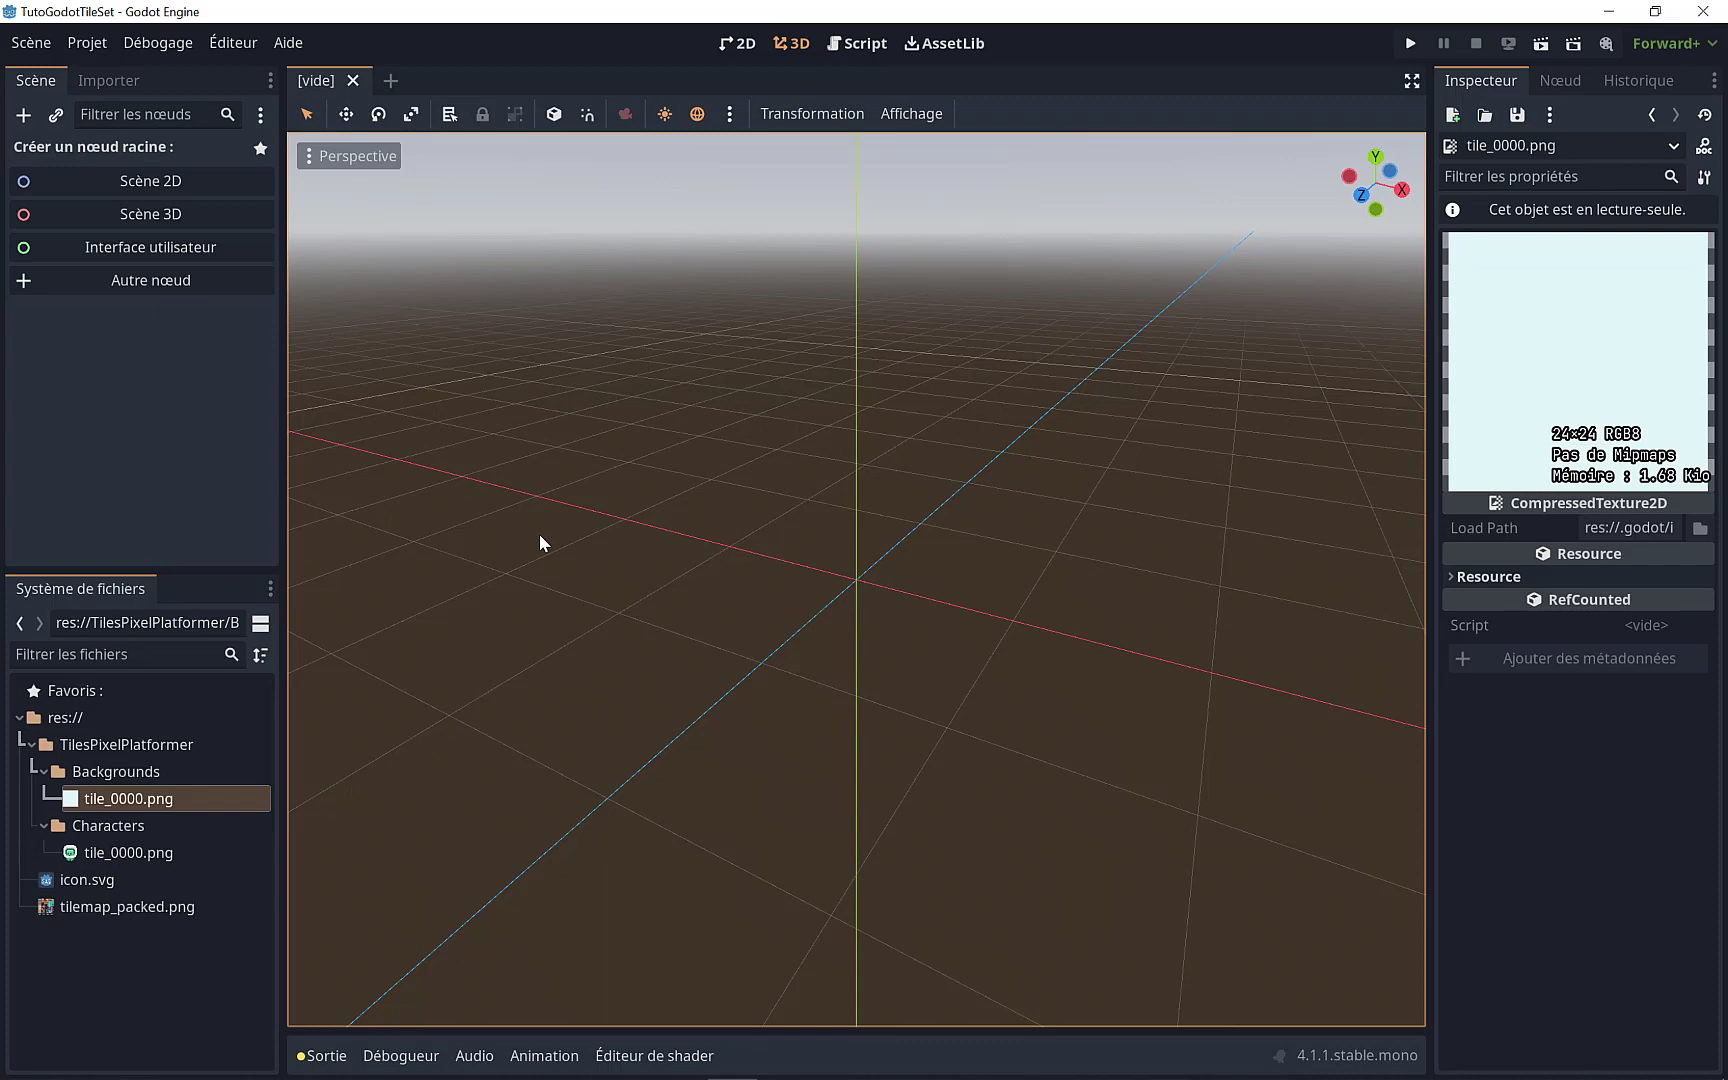 TutoGodotTileSet - Godot Engine
Scène Projet Débogage Éditeur Aide
2D 3D Script AssetLib
Forward+
Scène Importer
[vide]
Inspecteur Nœud Historique
Filtrer les nœuds
Transformation Affichage
Créer un nœud racine :
Scène 2D
Scène 3D
Interface utilisateur
Autre nœud
Perspective
Y
X
Z
tile_0000.png
DOC
Filtrer les propriétés
Cet objet est en lecture-seule.
24×24 RGB8
Pas de Mipmaps
Mémoire : 1.68 Kio
CompressedTexture2D
Load Path res://.godot/i
Resource
Resource
RefCounted
Script <vide>
Ajouter des métadonnées
Système de fichiers
res://TilesPixelPlatformer/B
Filtrer les fichiers
Favoris :
res://
TilesPixelPlatformer
Backgrounds
tile_0000.png
Characters
tile_0000.png
icon.svg
tilemap_packed.png
Sortie Débogueur Audio Animation Éditeur de shader
4.1.1.stable.mono